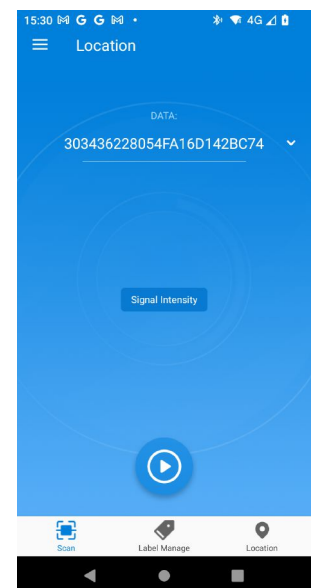 15:30 M G G M • 4G
Location
DATA:
303436228054FA16D142BC74
Signal Intensity
Scan Label Manage Location